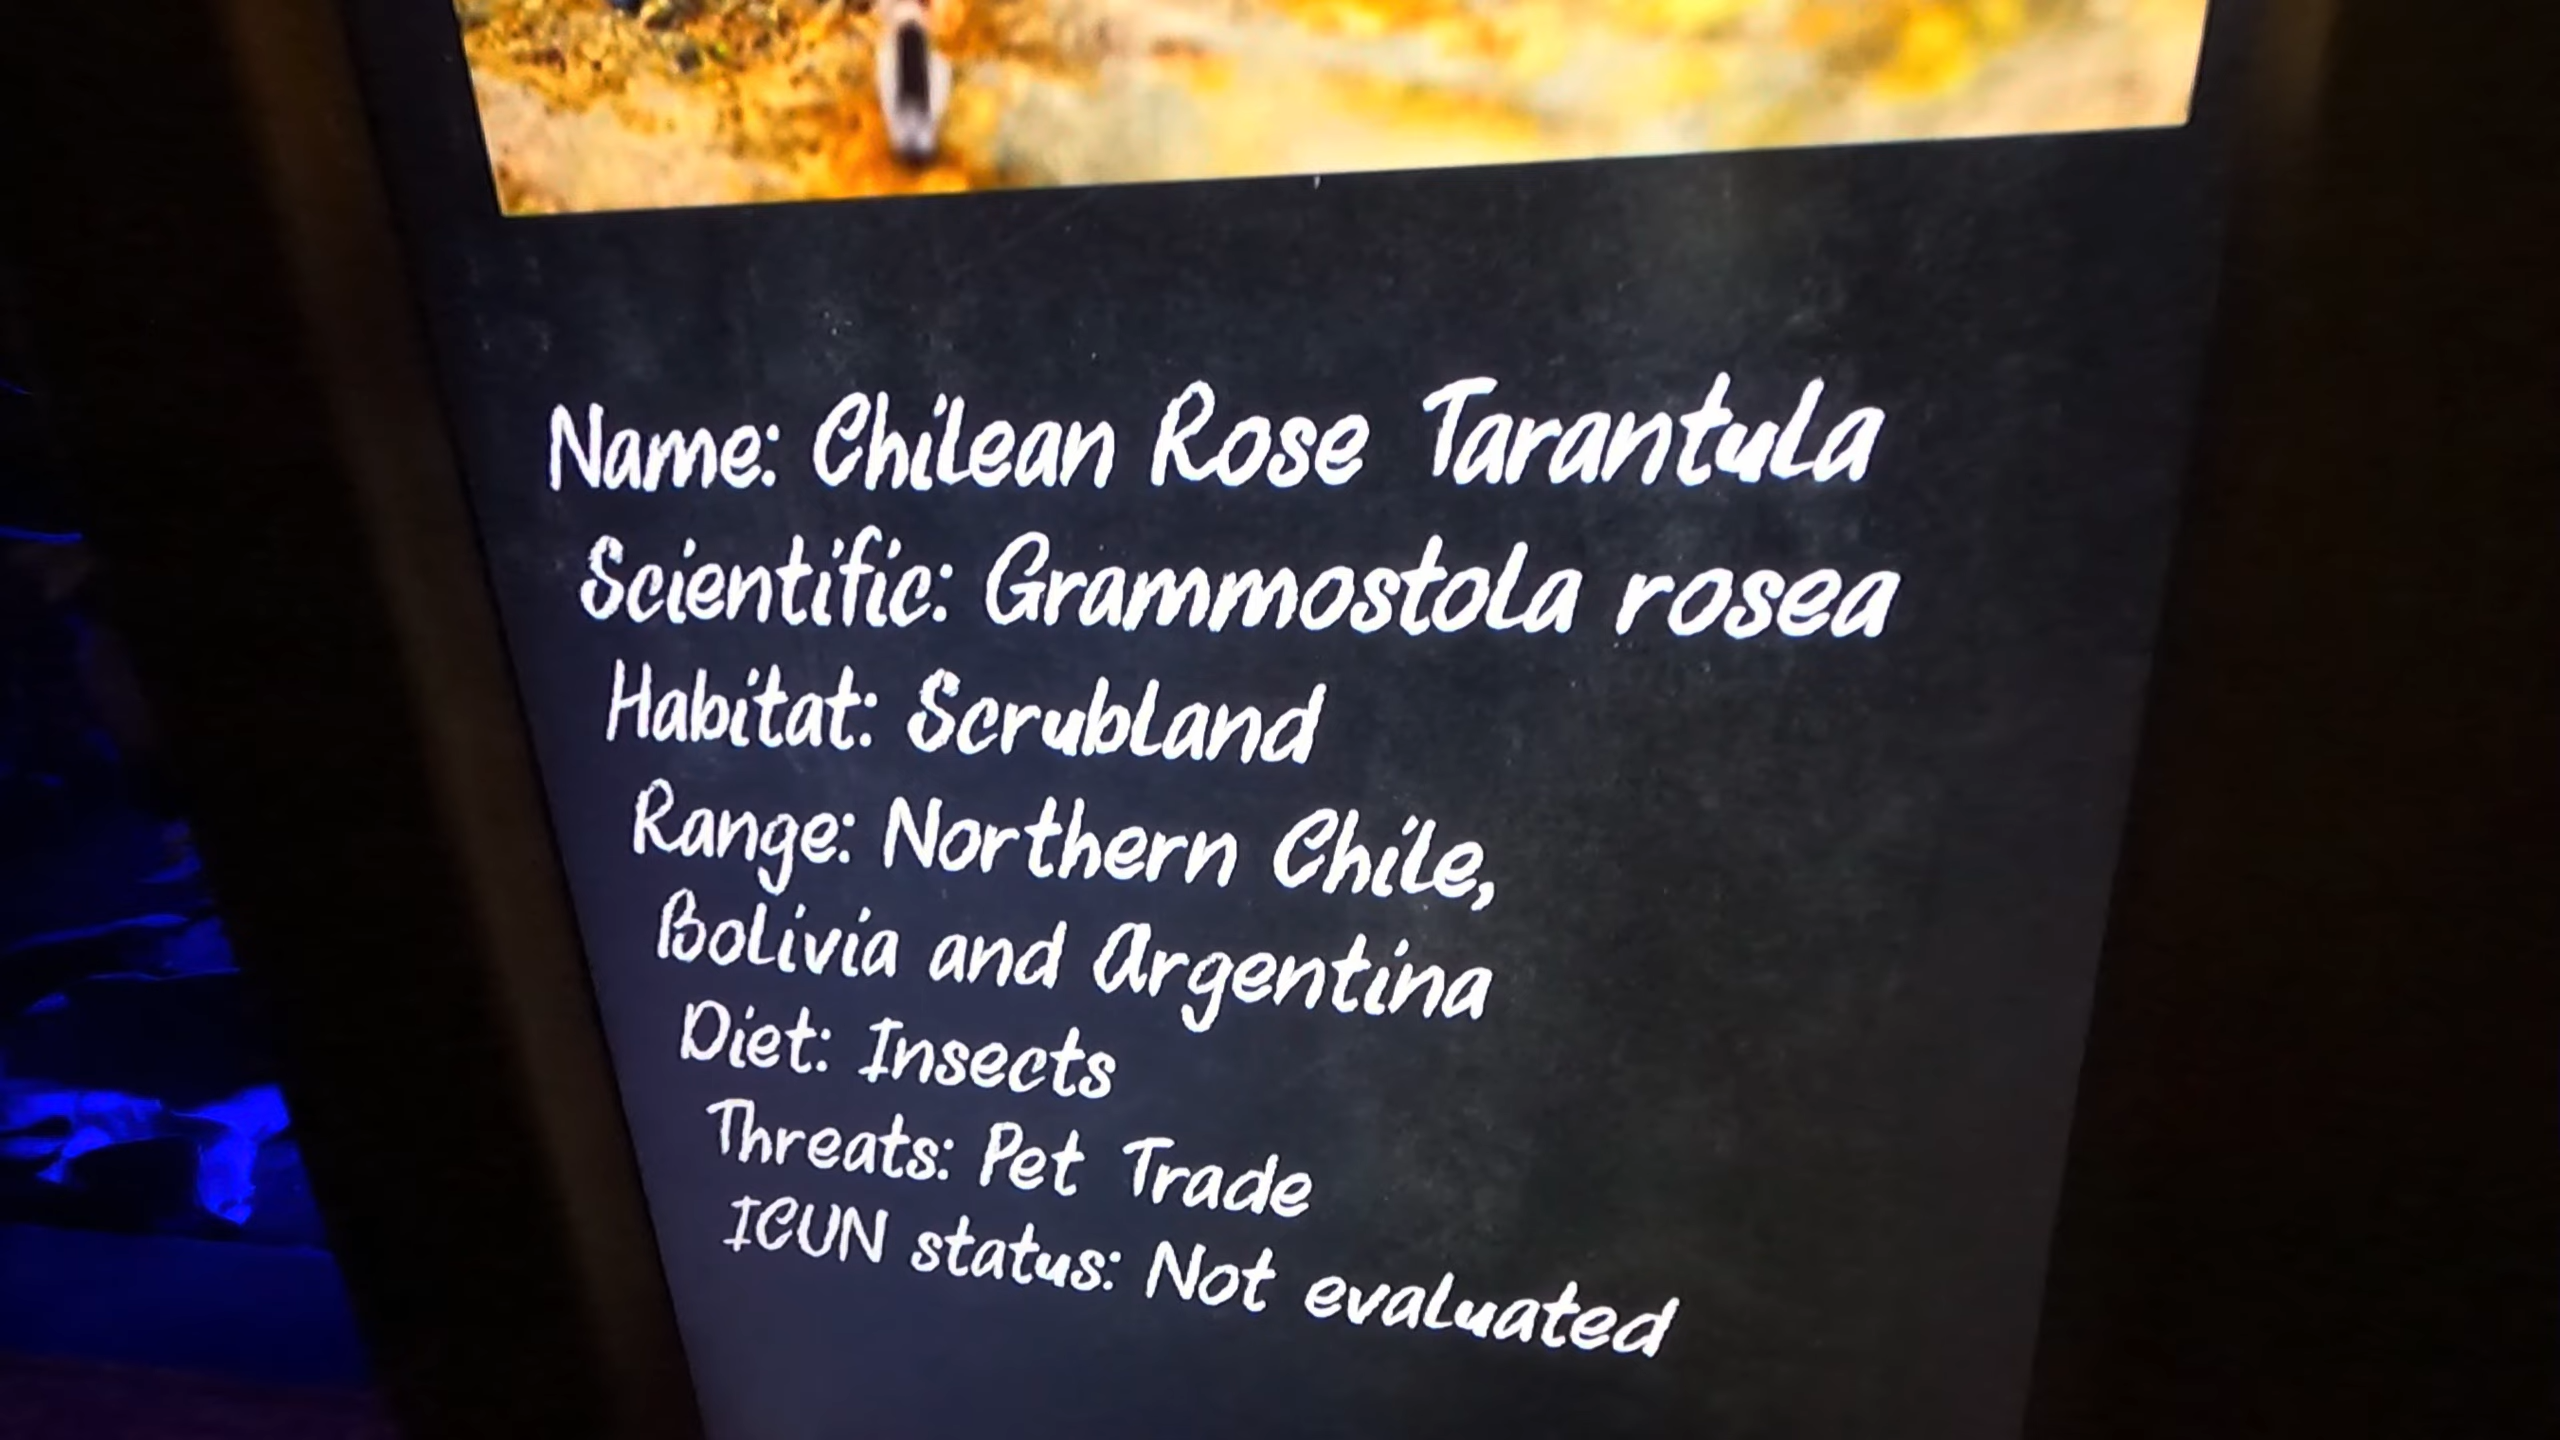 Name: Chilean Rose Tarantula
Scientific: Grammostola rosea
Habitat: Scrubland
Range: Northern Chile,
Bolivia and Argentina
Diet: Insects
Threats: Pet Trade
ICUN status: Not evaluated